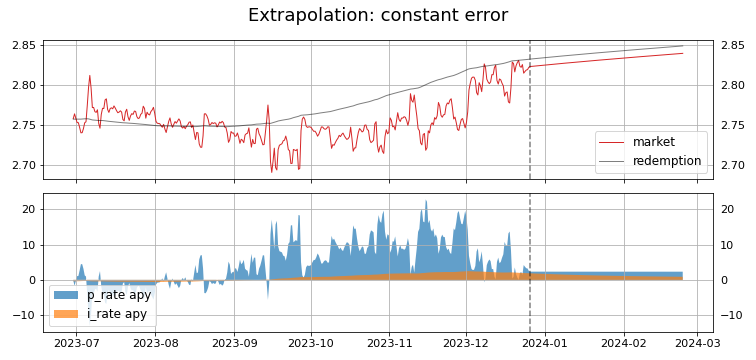 Extrapolation: constant error
2.85 2.85
2.80 2.80
2.75 2.75
2.70 2.70
market
redemption
20 20
10 10
0 0
−10 −10
p_rate apy
i_rate apy
2023-07 2023-08 2023-09 2023-10 2023-11 2023-12 2024-01 2024-02 2024-03